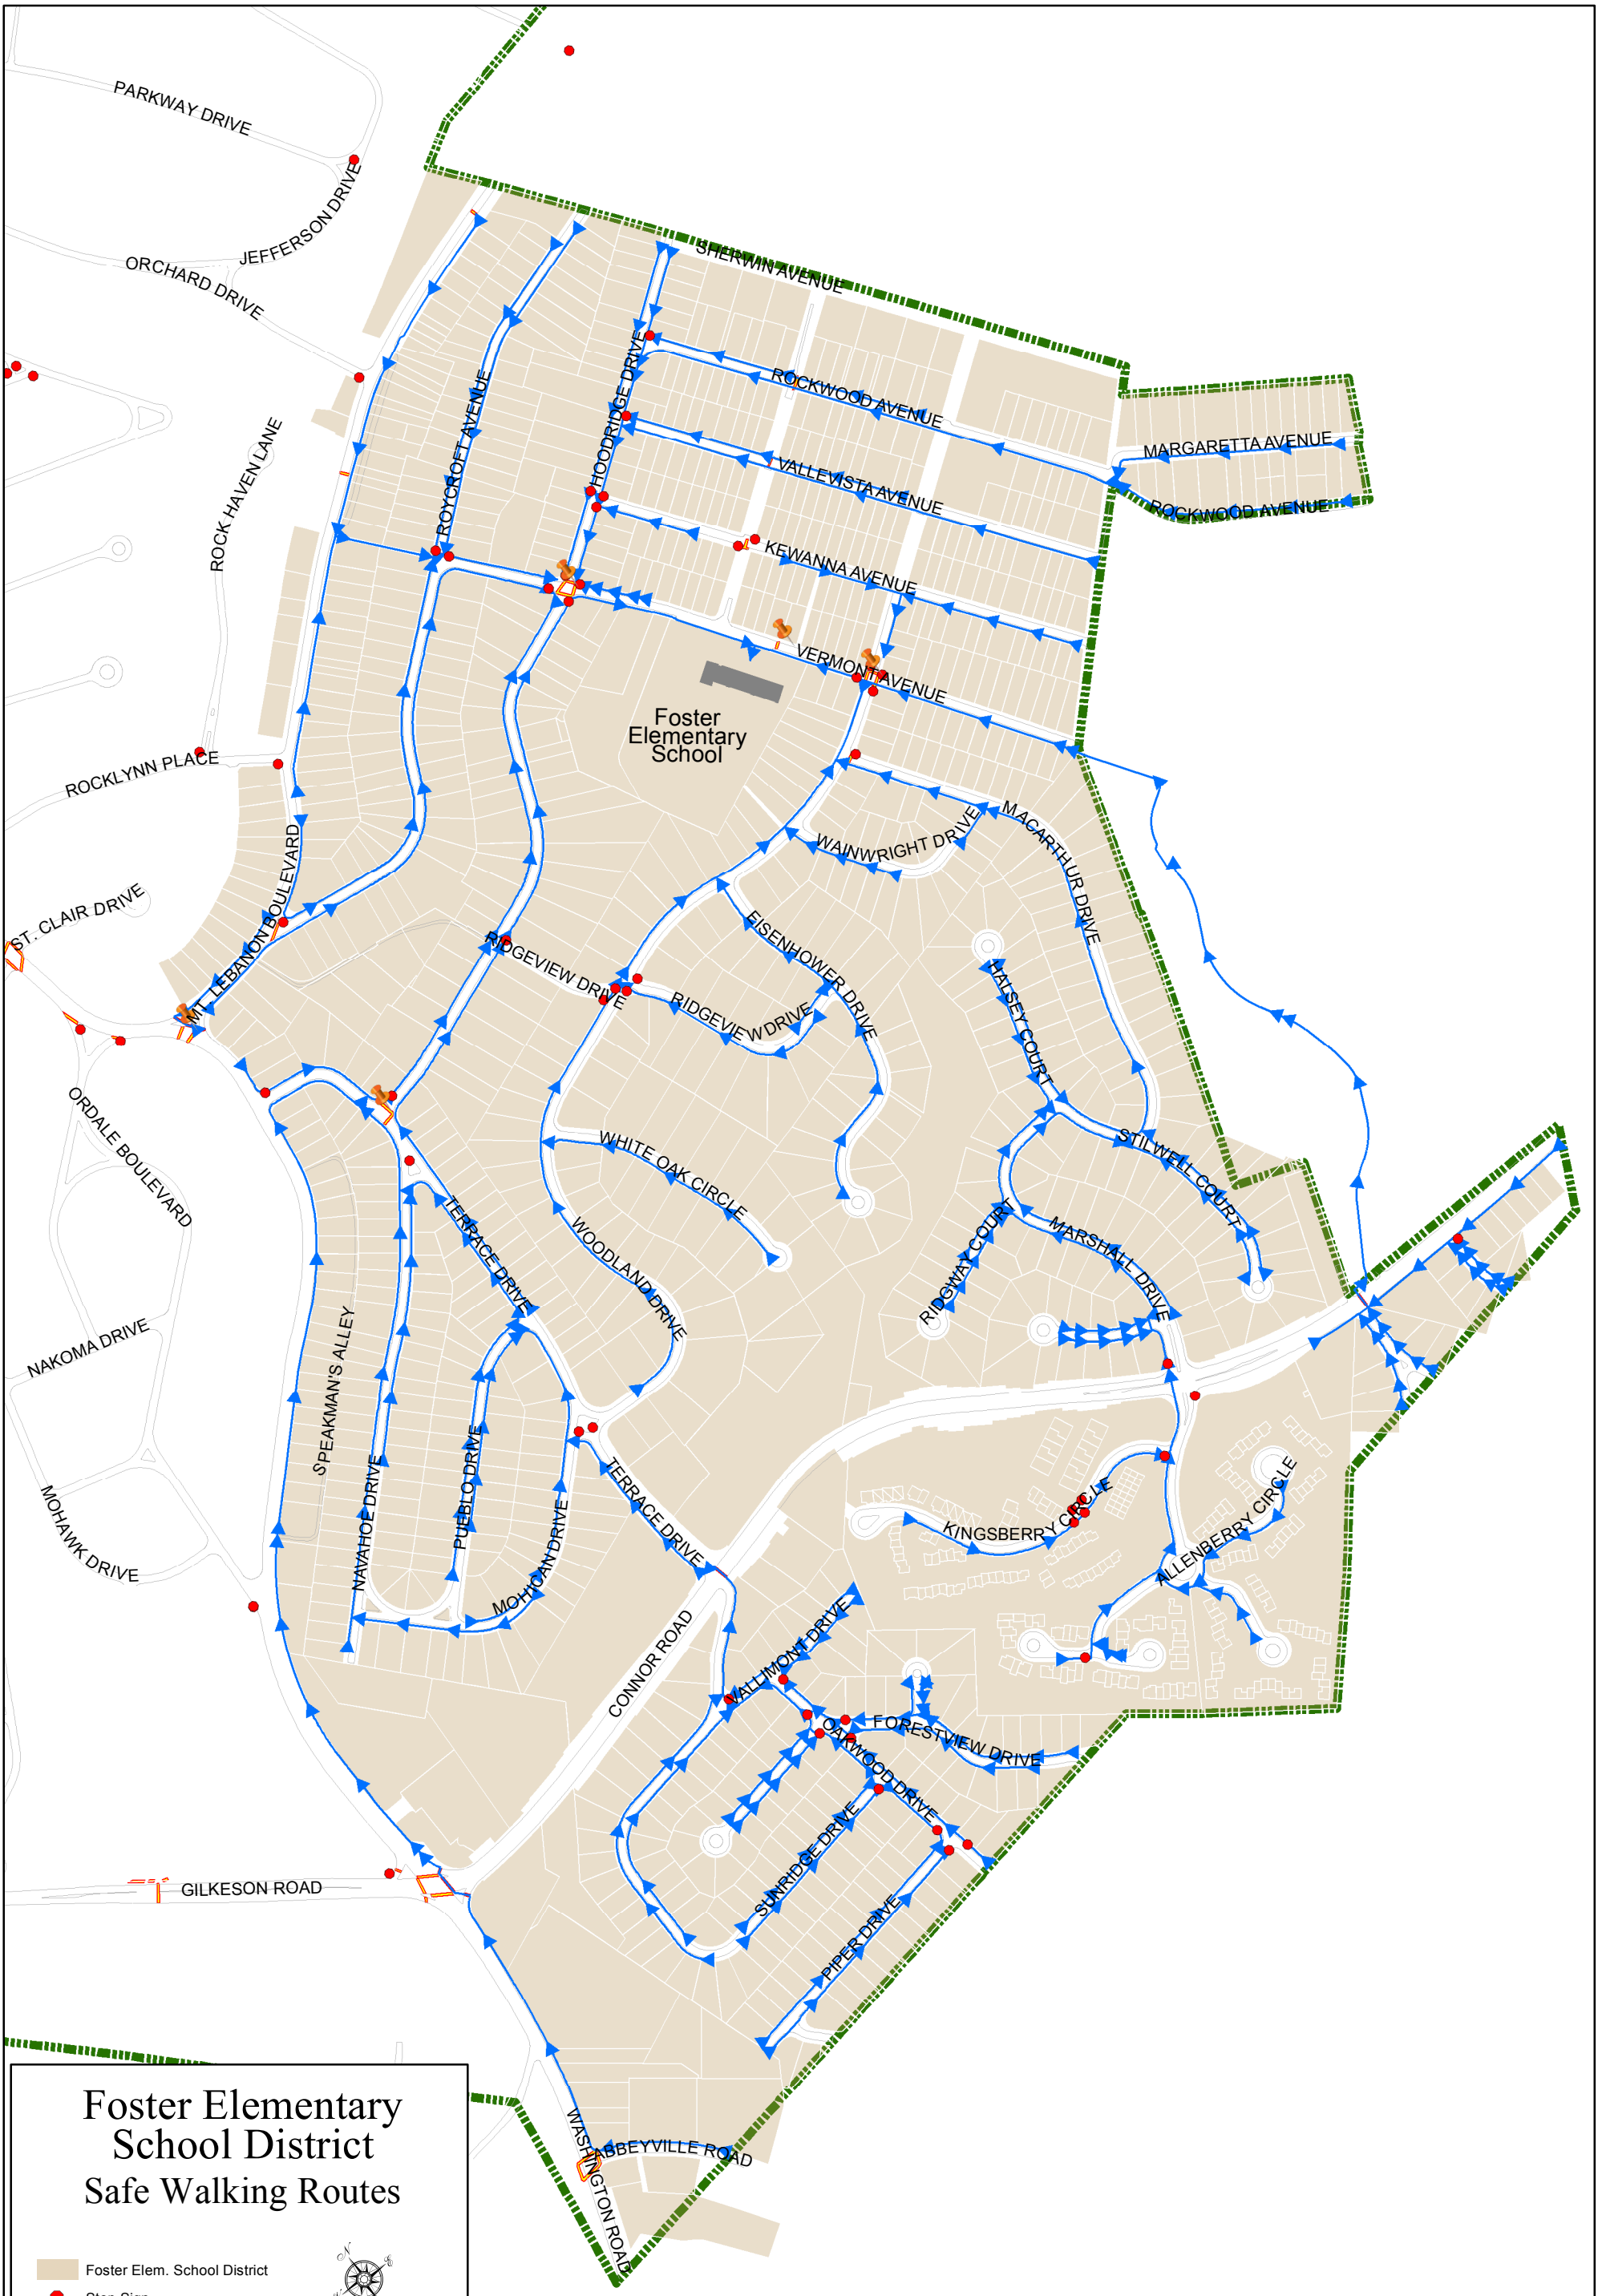 PARKWAY DRIVE
JEFFERSON DRIVE
ORCHARD DRIVE
SHERWIN AVENUE
ROCKWOOD AVENUE
HOODRIDGE DRIVE
ROYCROFT AVENUE
MARGARETTA AVENUE
ROCKWOOD AVENUE
VALLEVISTA AVENUE
ROCK HAVEN LANE
KEWANNA AVENUE
VERMONT AVENUE
Foster
Elementary
School
ROCKLYNN PLACE
MT. LEBANON BOULEVARD
WAINWRIGHT DRIVE
MACARTHUR DRIVE
ST. CLAIR DRIVE
EISENHOWER DRIVE
RIDGEVIEW DRIVE
RIDGEVIEW DRIVE
HALSEY COURT
ORDALE BOULEVARD
WHITE OAK CIRCLE
STILWELL COURT
TERRACE DRIVE
WOODLAND DRIVE
RIDGWAY COURT
MARSHALL DRIVE
NAKOMA DRIVE
SPEAKMAN'S ALLEY
MOHAWK DRIVE
NAVAHOE DRIVE
PUEBLO DRIVE
MOHICAN DRIVE
TERRACE DRIVE
KINGSBERRY CIRCLE
ALLENBERRY CIRCLE
CONNOR ROAD
VALLIMONT DRIVE
FORESTVIEW DRIVE
OAKWOOD DRIVE
SUNRIDGE DRIVE
PIPER DRIVE
GILKESON ROAD
ABBEYVILLE ROAD
WASHINGTON ROAD
Foster Elementary
School District
Safe Walking Routes
N
E
Foster Elem. School District
Stop Sign